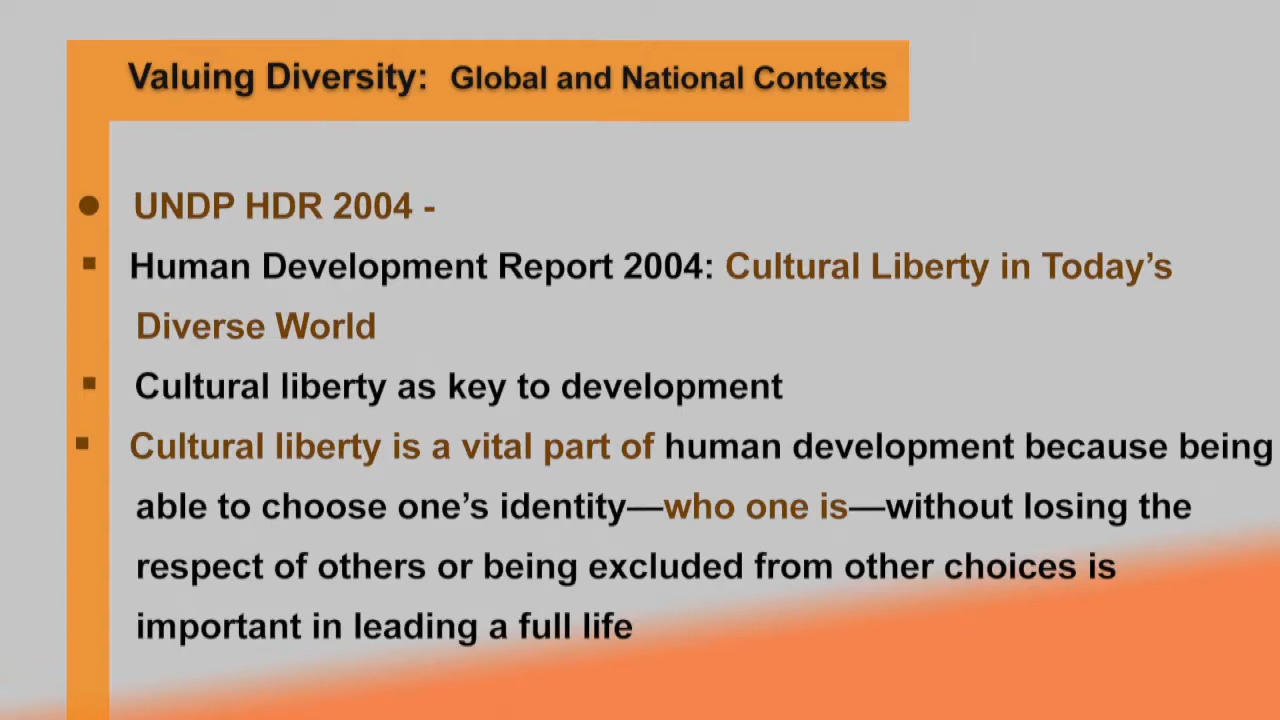 Valuing Diversity: Global and National Contexts
● UNDP HDR 2004 -
▪ Human Development Report 2004: Cultural Liberty in Today’s
Diverse World
▪ Cultural liberty as key to development
▪ Cultural liberty is a vital part of human development because being
able to choose one’s identity—who one is—without losing the
respect of others or being excluded from other choices is
important in leading a full life